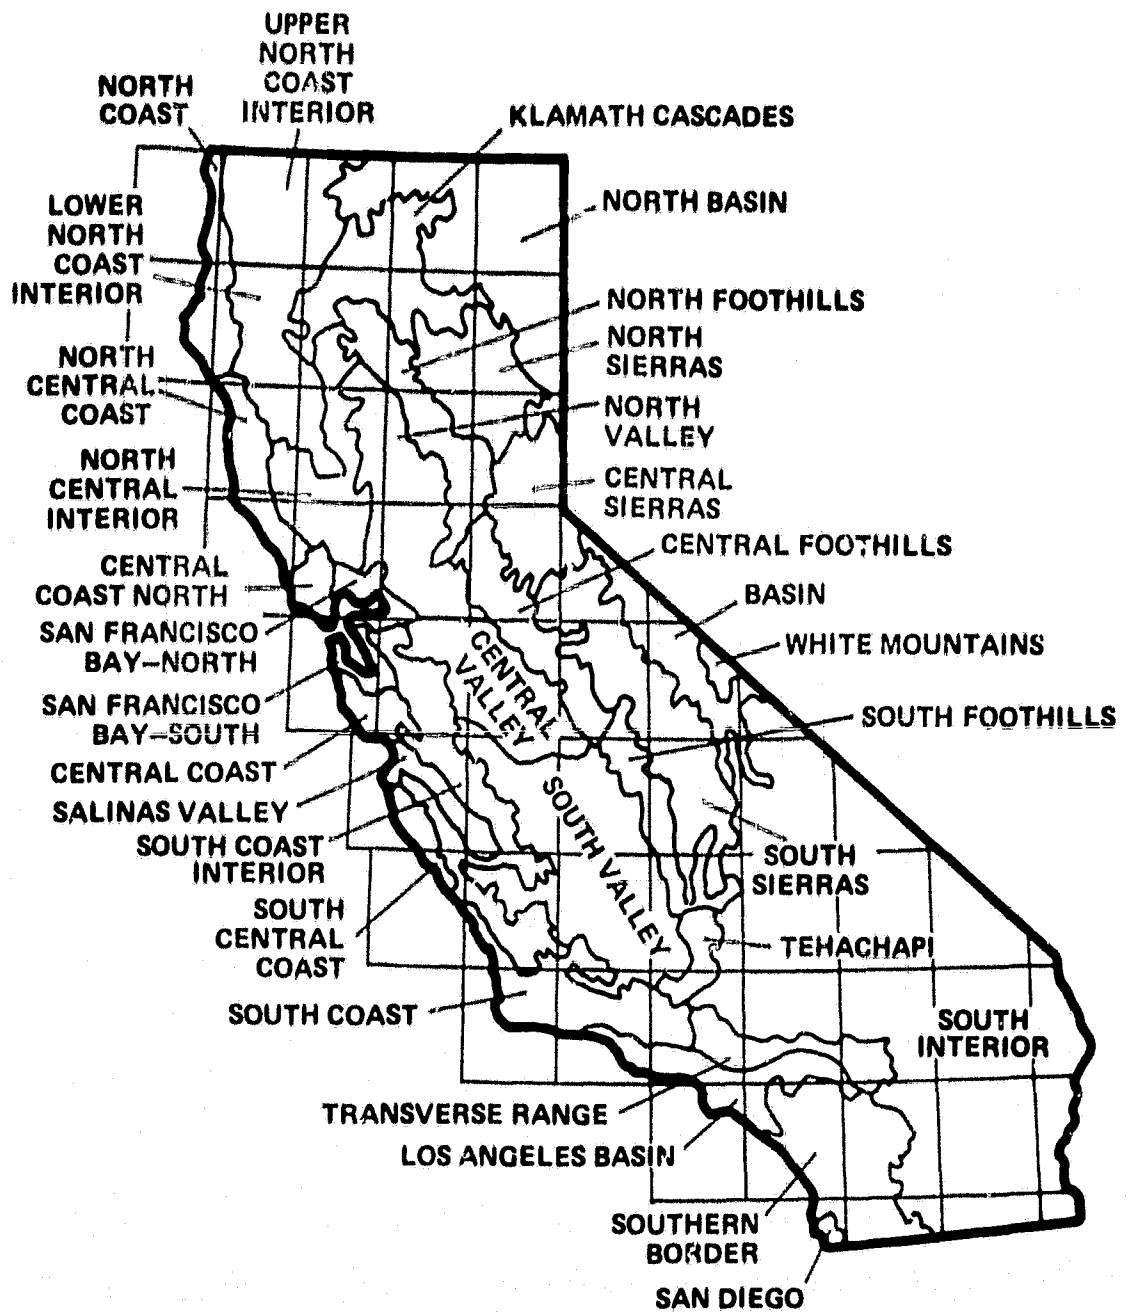 UPPER
NORTH
COAST
INTERIOR
NORTH
COAST
KLAMATH CASCADES
LOWER
NORTH
COAST
INTERIOR
NORTH BASIN
NORTH FOOTHILLS
NORTH
SIERRAS
NORTH
CENTRAL
COAST
NORTH
VALLEY
NORTH
CENTRAL
INTERIOR
CENTRAL
SIERRAS
CENTRAL FOOTHILLS
CENTRAL
COAST NORTH
BASIN
SAN FRANCISCO
BAY—NORTH
WHITE MOUNTAINS
CENTRAL
VALLEY
SAN FRANCISCO
BAY—SOUTH
SOUTH FOOTHILLS
CENTRAL COAST
SALINAS VALLEY
SOUTH COAST
INTERIOR
SOUTH VALLEY
SOUTH
SIERRAS
SOUTH
CENTRAL
COAST
TEHACHAPI
SOUTH COAST
SOUTH
INTERIOR
TRANSVERSE RANGE
LOS ANGELES BASIN
SOUTHERN
BORDER
SAN DIEGO